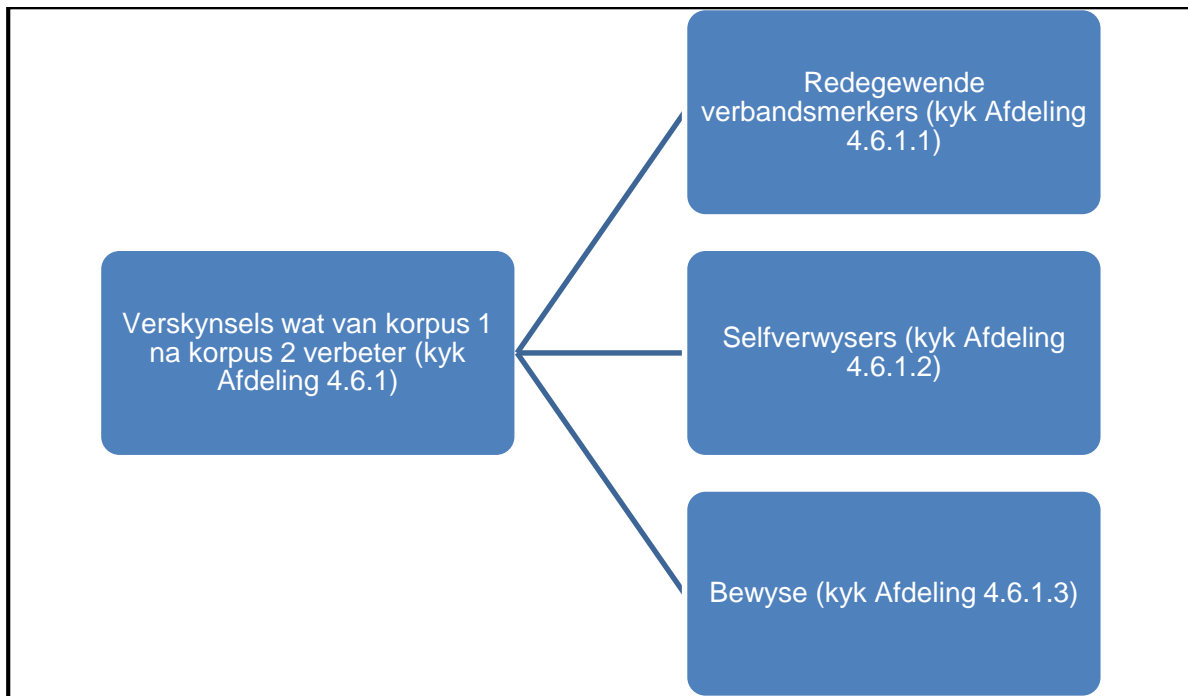 Redegewende
verbandsmerkers (kyk Afdeling
4.6.1.1)
Verskynsels wat van korpus 1
na korpus 2 verbeter (kyk
Afdeling 4.6.1)
Selfverwysers (kyk Afdeling
4.6.1.2)
Bewyse (kyk Afdeling 4.6.1.3)